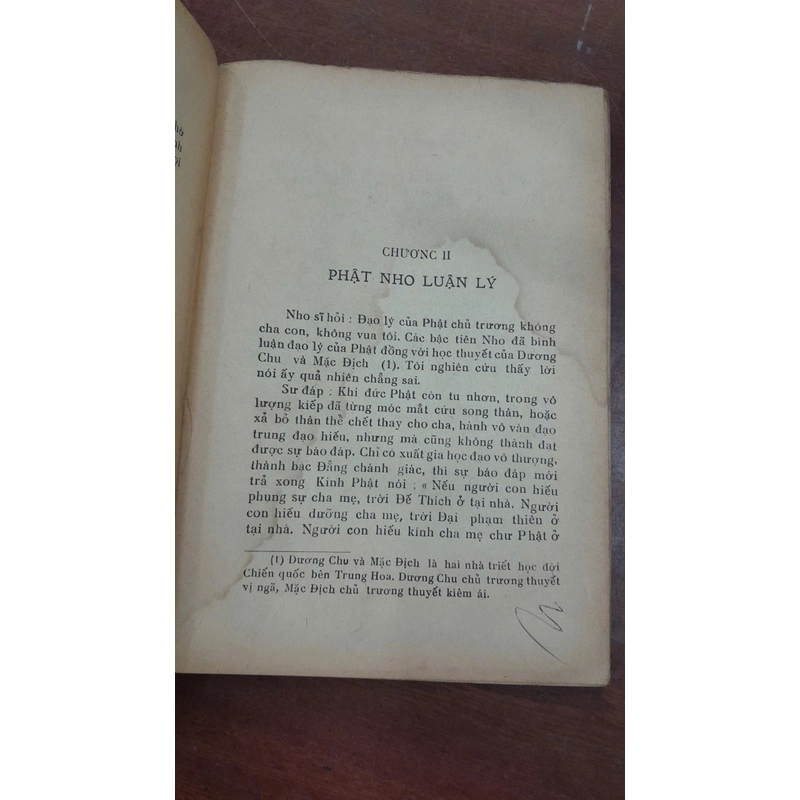 CHƯƠNG II
PHẬT NHO LUẬN LÝ
Nho sĩ hỏi : Đạo lý của Phật chủ trương không
cha con, không vua tôi. Các bậc tiên Nho đã bình
luận đạo lý của Phật đồng với học thuyết của Dương
Chu và Mặc Địch (1). Tôi nghiên cứu thấy lời
nói ấy quả nhiên chẳng sai.
Sư đáp : Khi đức Phật còn tu nhơn, trong vô
lượng kiếp đã từng móc mắt cứu song thân, hoặc
xả bỏ thân thể chết thay cho cha, hành vô vàn đạo
trung đạo hiếu, nhưng mà cũng không thành đạt
được sự báo đáp. Chỉ có xuất gia học đạo vô thượng,
thành bậc Đẳng chánh giác, thì sự báo đáp mới
trả xong Kinh Phật nói : « Nếu người con hiếu
phụng sự cha mẹ, trời Đế Thích ở tại nhà. Người
con hiếu dưỡng cha mẹ, trời Đại phạm thiên ở
tại nhà. Người con hiếu kính cha mẹ chư Phật ở
(1) Dương Chu và Mặc Địch là hai nhà triết học đời
Chiến quốc bên Trung Hoa. Dương Chu chủ trương thuyết
vị ngã, Mặc Địch chủ trương thuyết kiêm ái.